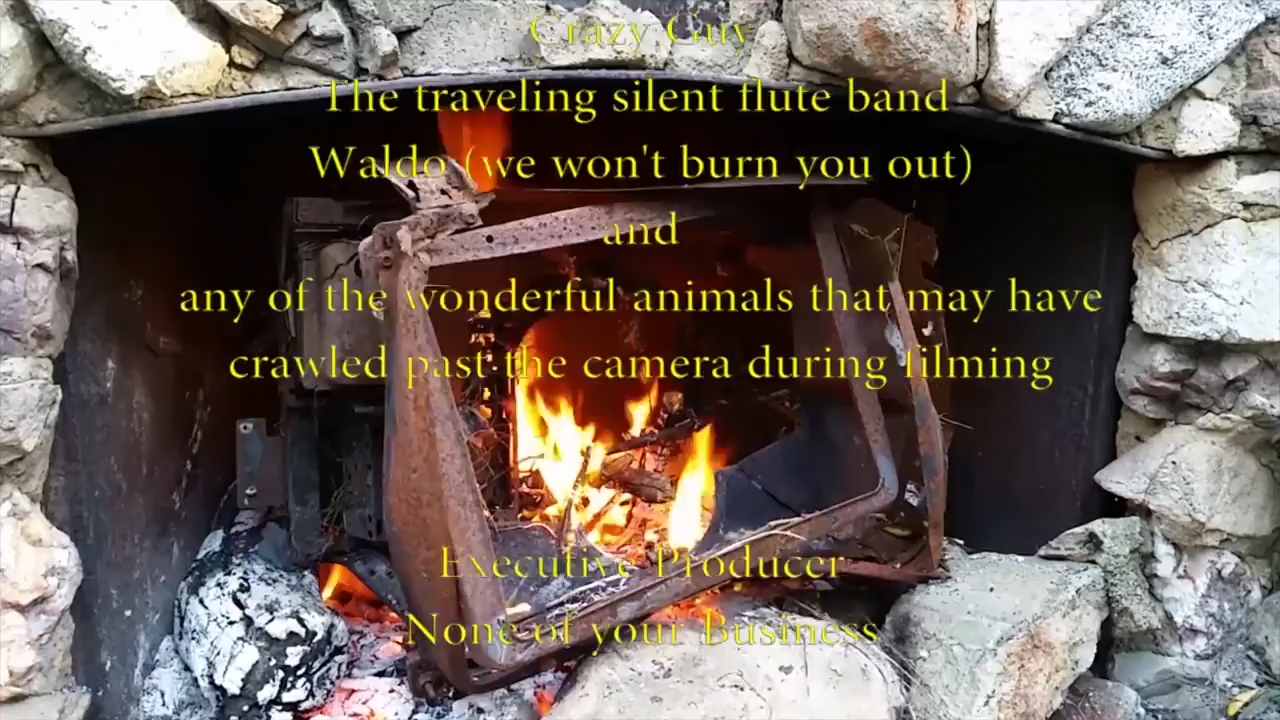 Crazy Guy
The traveling silent flute band
Waldo (we won't burn you out)
and
any of the wonderful animals that may have
crawled past the camera during filming
Executive Producer
None of your Business